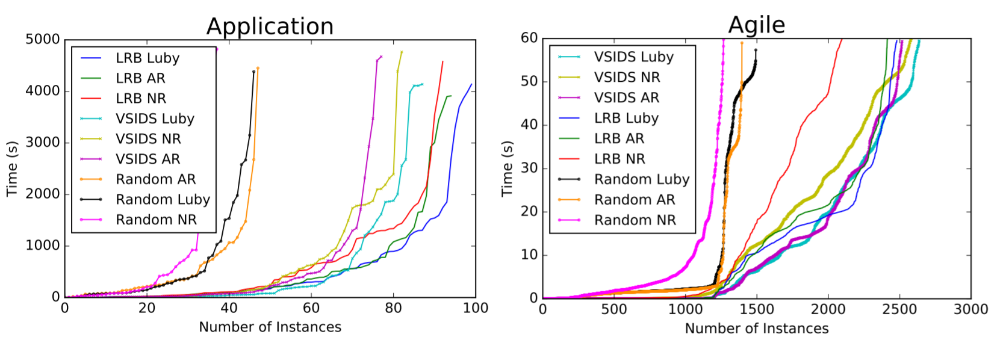 Application
5000
4000
3000
2000
1000
0
Time (s)
LRB Luby
LRB AR
LRB NR
VSIDS Luby
VSIDS NR
VSIDS AR
Random AR
Random Luby
Random NR
0 20 40 60 80 100
Number of Instances
Agile
60
50
40
30
20
10
0
Time (s)
VSIDS Luby
VSIDS NR
VSIDS AR
LRB Luby
LRB AR
LRB NR
Random Luby
Random AR
Random NR
0 500 1000 1500 2000 2500 3000
Number of Instances